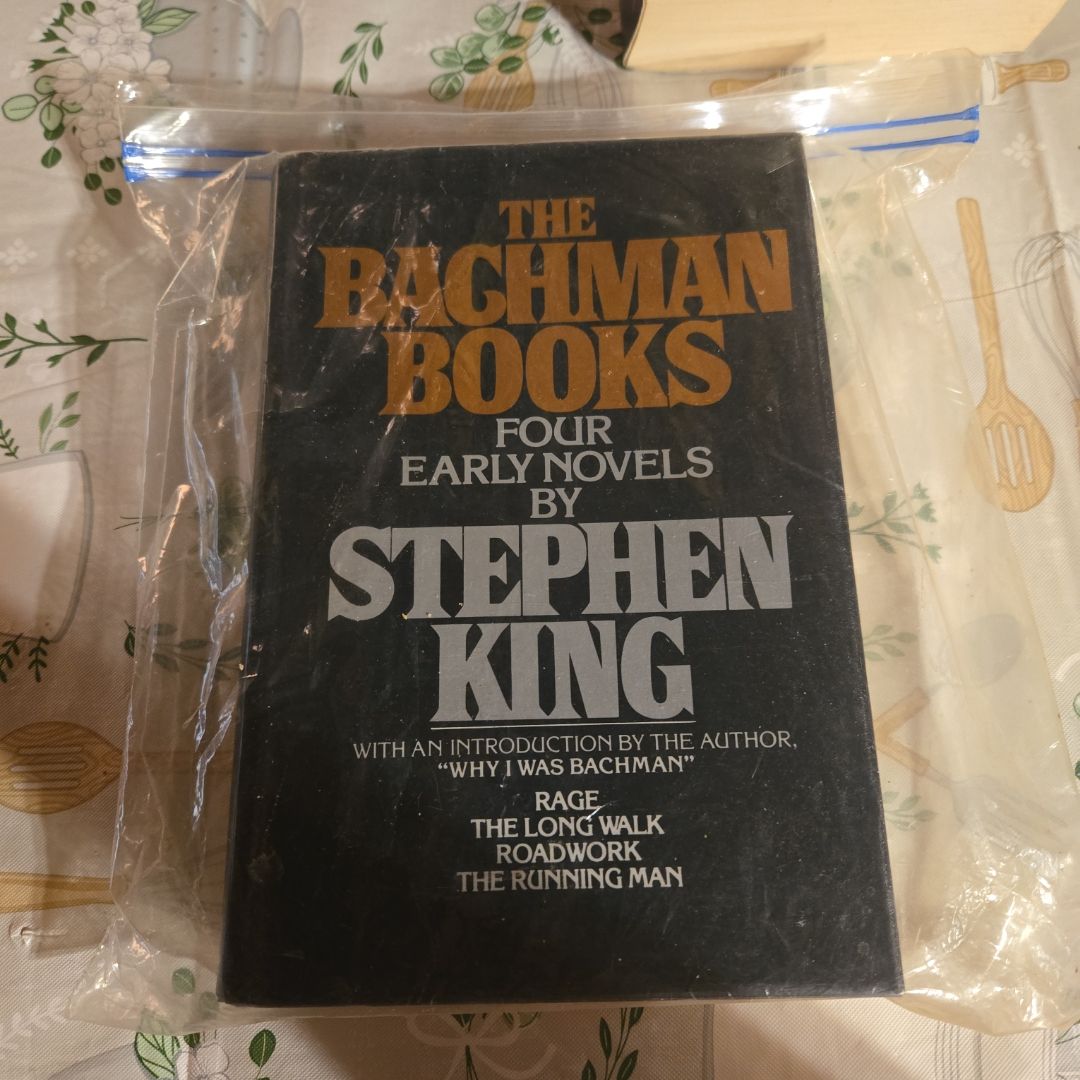 THE
BACHMAN
BOOKS
FOUR
EARLY NOVELS
BY
STEPHEN
KING
WITH AN INTRODUCTION BY THE AUTHOR,
“WHY I WAS BACHMAN”
RAGE
THE LONG WALK
ROADWORK
THE RUNNING MAN